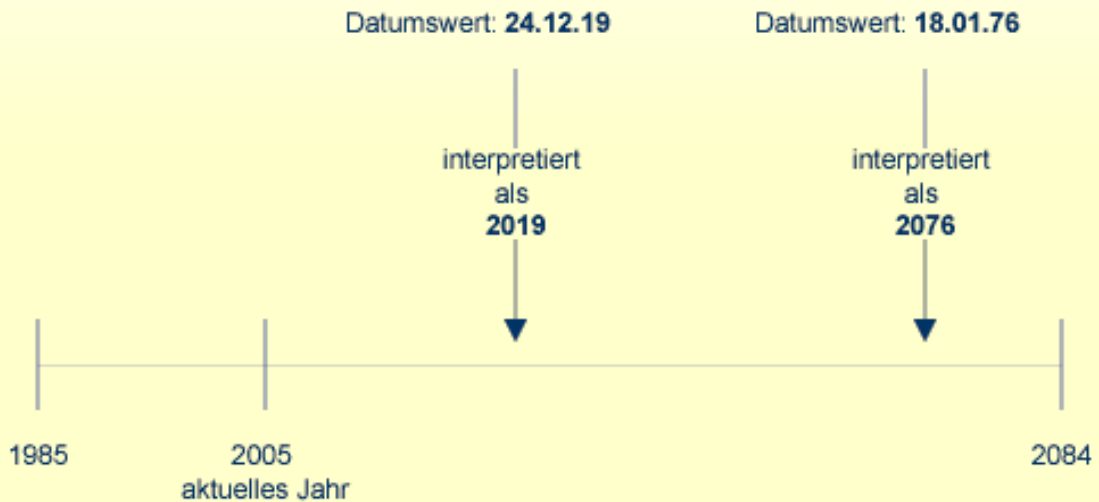 Datumswert: 24.12.19
Datumswert: 18.01.76
interpretiert
als
2019
interpretiert
als
2076
1985
2005
aktuelles Jahr
2084